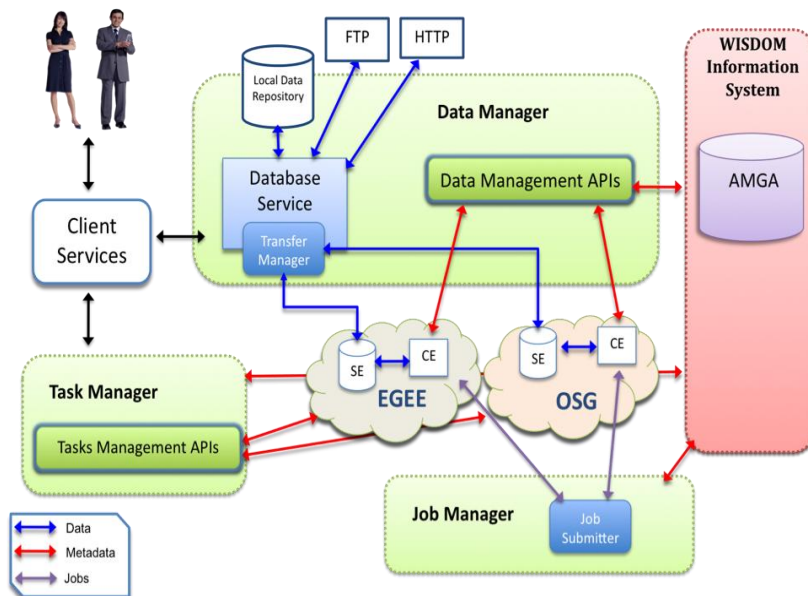 FTP
HTTP
WISDOM
Information
System
Local Data
Repository
Data Manager
AMGA
Database
Service
Data Management APIs
Client
Services
Transfer
Manager
SE
CE
EGEE
SE
CE
OSG
Task Manager
Tasks Management APIs
Job Manager
Job
Submitter
Data
Metadata
Jobs